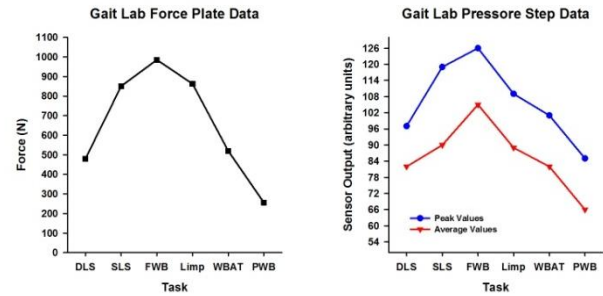 Gait Lab Force Plate Data
1100
1000
900
800
700
600
500
400
300
200
100
0
Force (N)
DLS SLS FWB Limp WBAT PWB
Task
Gait Lab Pressure Step Data
126
120
114
108
102
96
90
84
78
72
66
60
54
Sensor Output (arbitrary units)
Peak Values
Average Values
DLS SLS FWB Limp WBAT PWB
Task